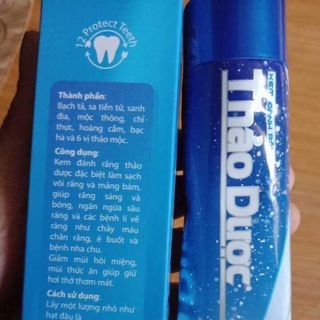 12 Protect Teeth
Thành phần:
Bạch tả, sa tiền tử, sanh
địa, mộc thông, chỉ-
thực, hoàng cầm, bạc
hà và 6 vị thảo mộc.
Công dụng:
Kem đánh răng thảo
dược đặc biệt làm sạch
vôi răng và mảng bám,
giúp răng sáng và
bóng, ngăn ngừa sâu
răng và các bệnh lí về
răng như chảy máu
chân răng, ê buốt và
bệnh nha chu.
Giảm mùi hôi miệng,
mùi thức ăn giúp giữ
hơi thở thơm mát.
Cách sử dụng:
Lấy một lượng nhỏ như
hạt đậu là
KEM ĐÁNH RĂNG
Thảo Dược